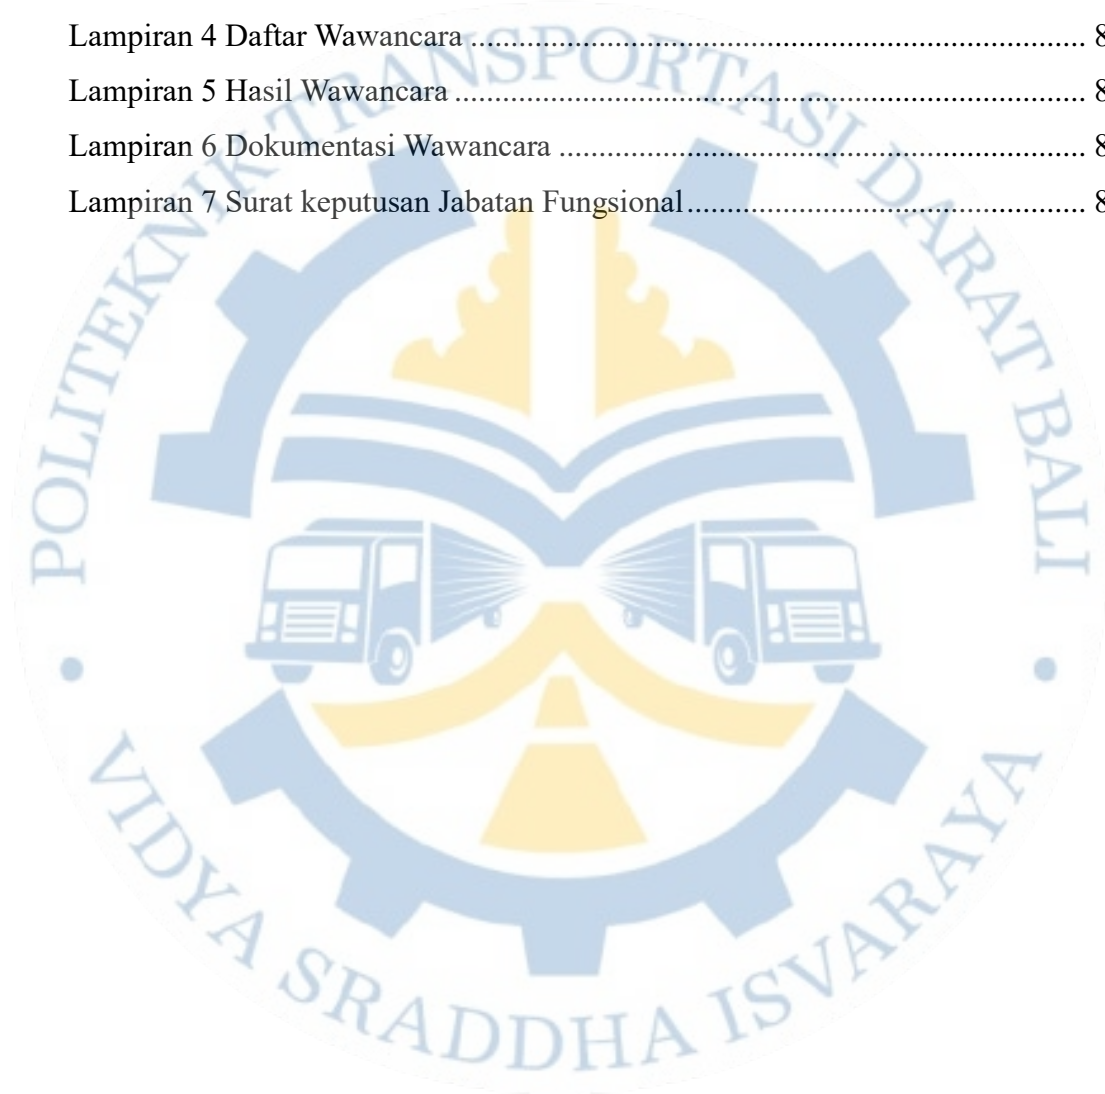 Lampiran 4 Daftar Wawancara ........................................................................... 8
Lampiran 5 Hasil Wawancara ............................................................................. 8
Lampiran 6 Dokumentasi Wawancara ................................................................ 8
Lampiran 7 Surat keputusan Jabatan Fungsional ................................................ 8
POLITEKNIK TRANSPORTASI DARAT BALI
VIDYA SRADDHA ISVARAYA